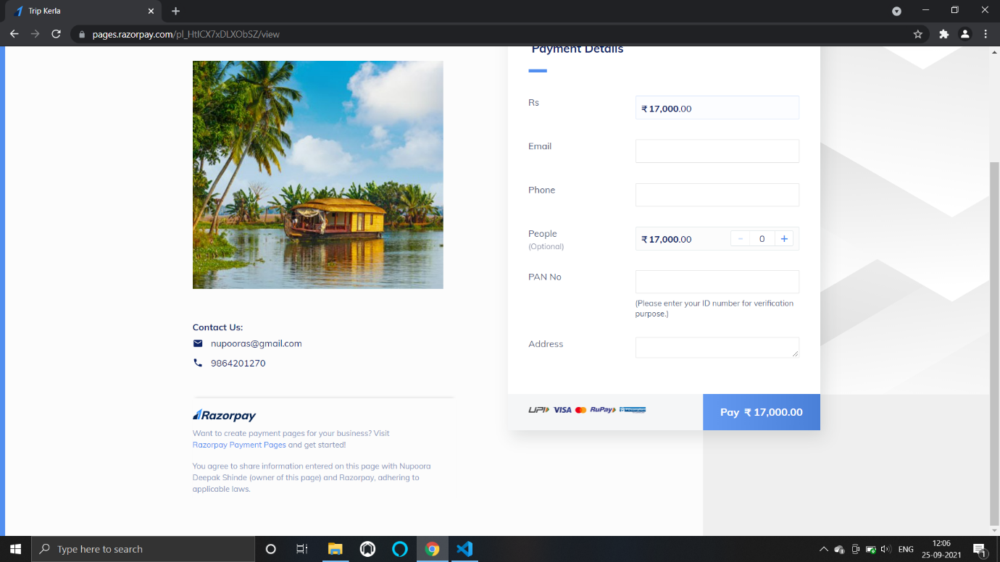 Trip Kerla
pages.razorpay.com/pl_HtICX7xDLXObSZ/view
Payment Details
Rs
₹ 17,000.00
Email
Phone
People
(Optional)
₹ 17,000.00
- 0 +
PAN No
(Please enter your ID number for verification
purpose.)
Address
UPI VISA RuPay
Pay ₹ 17,000.00
Contact Us:
nupooras@gmail.com
9864201270
Razorpay
Want to create payment pages for your business? Visit
Razorpay Payment Pages and get started!
You agree to share information entered on this page with Nupoora
Deepak Shinde (owner of this page) and Razorpay, adhering to
applicable laws.
Type here to search
ENG
12:06
25-09-2021
1